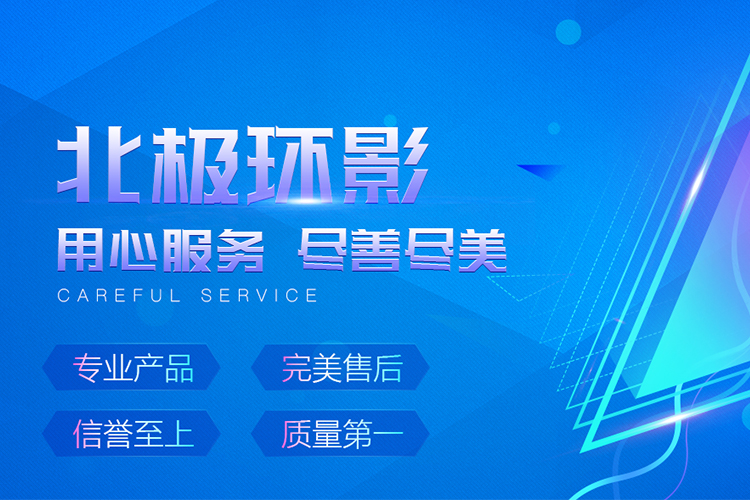 北极环影
用心服务 尽善尽美
CAREFUL SERVICE
专业产品 完美售后
信誉至上 质量第一